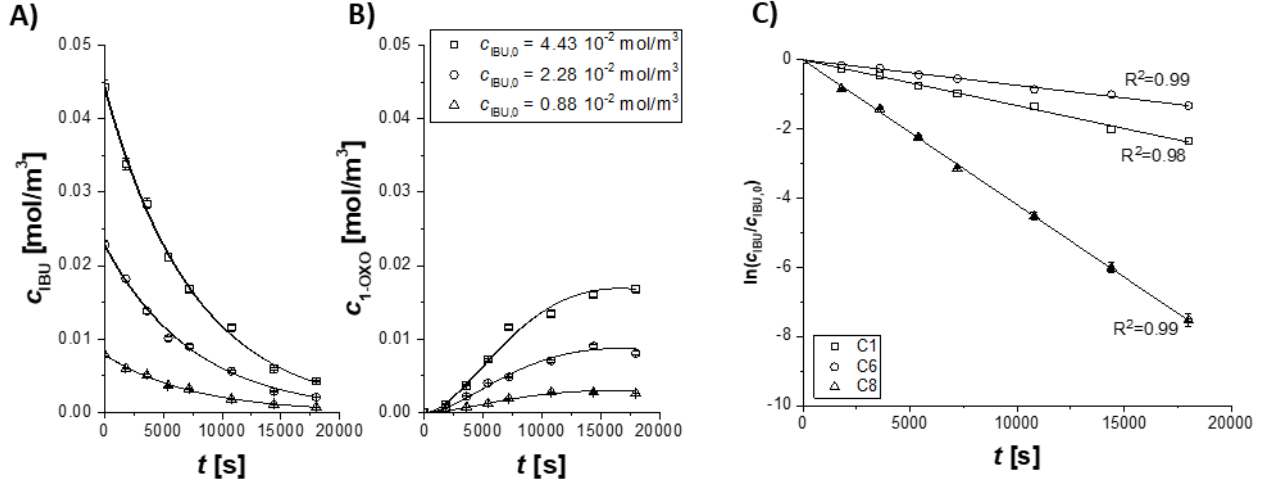 A)
B)
C)
0.05
0.04
0.03
0.02
0.01
0.00
c_IBU [mol/m³]
0
5000
10000
15000
20000
t [s]
0.05
0.04
0.03
0.02
0.01
0.00
c_1-OXO [mol/m³]
c_IBU,0 = 4.43 10⁻² mol/m³
c_IBU,0 = 2.28 10⁻² mol/m³
c_IBU,0 = 0.88 10⁻² mol/m³
0
5000
10000
15000
20000
t [s]
0
-2
-4
-6
-8
-10
ln(c_IBU/c_IBU,0)
R²=0.99
R²=0.98
R²=0.99
C1
C6
C8
0
5000
10000
15000
20000
t [s]